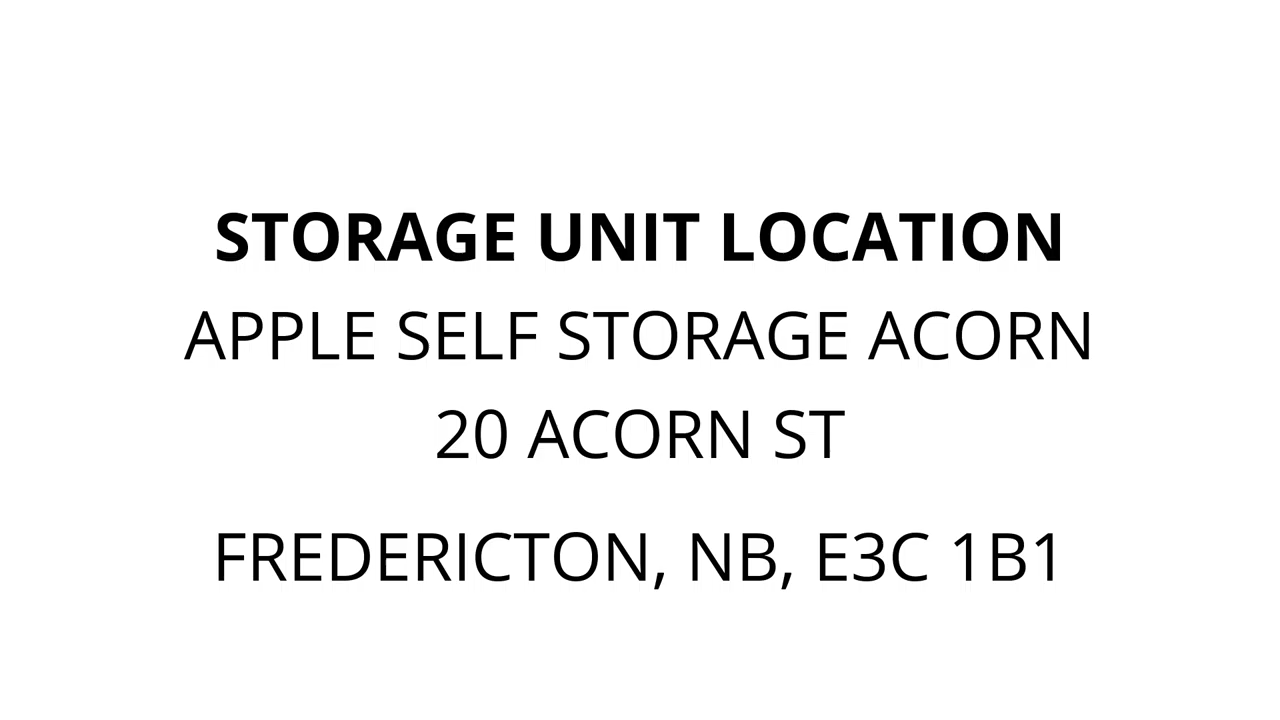 STORAGE UNIT LOCATION
APPLE SELF STORAGE ACORN
20 ACORN ST
FREDERICTON, NB, E3C 1B1